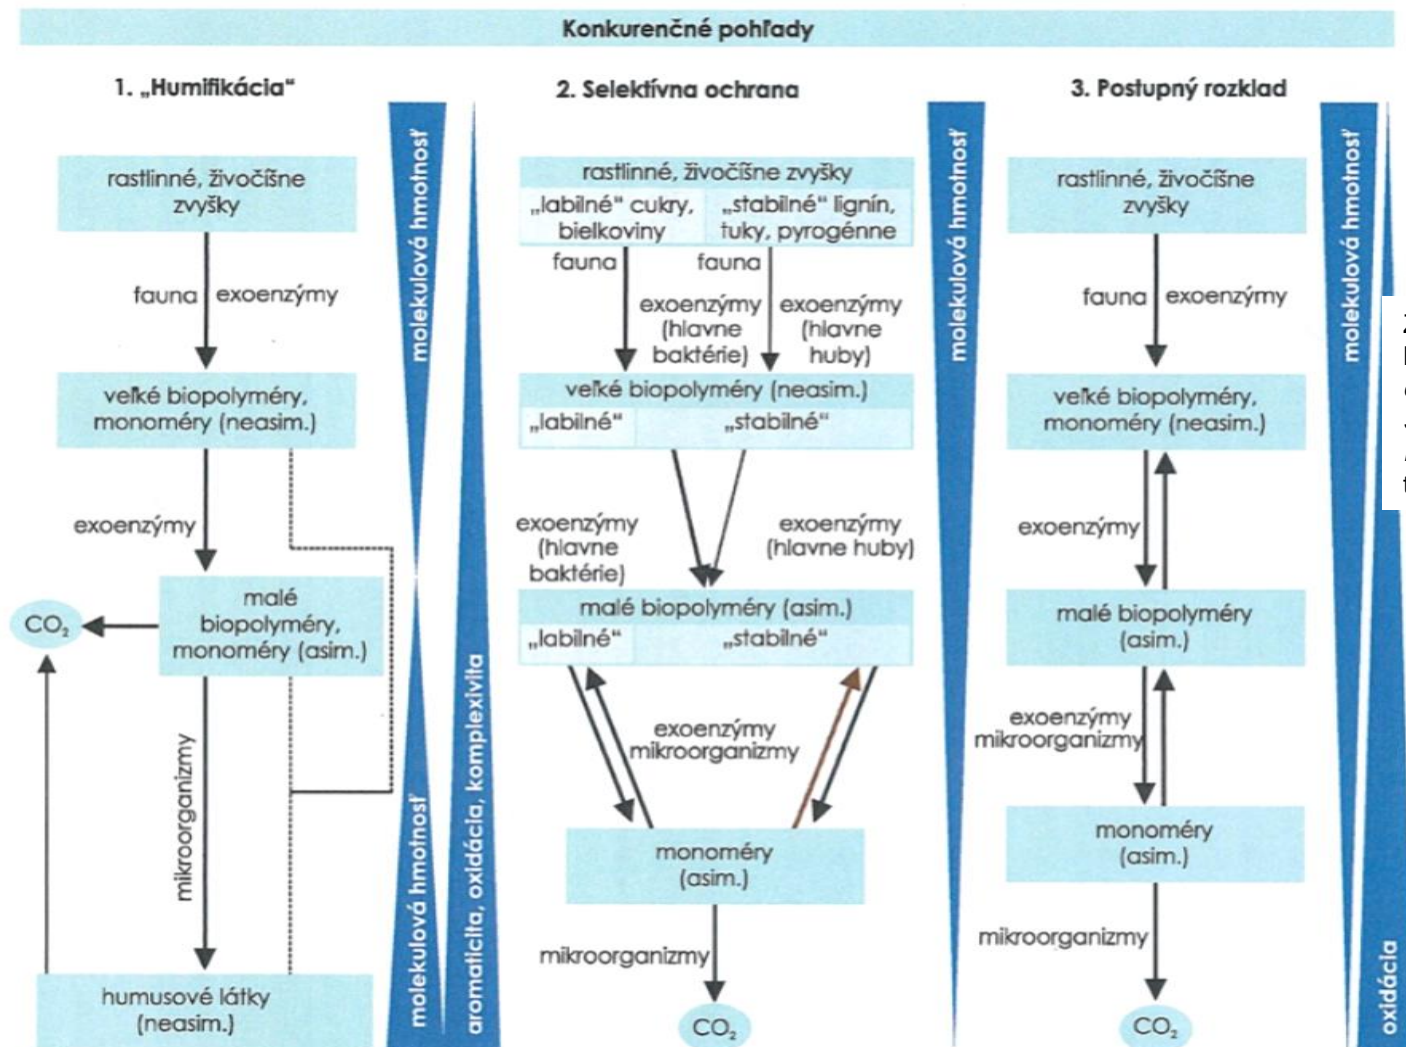 Konkurenčné pohľady
1. „Humifikácia“
rastlinné, živočíšne
zvyšky
fauna
exoenzýmy
veľké biopolyméry,
monoméry (neasim.)
exoenzýmy
malé
biopolyméry,
monoméry (asim.)
CO₂
mikroorganizmy
humusové látky
(neasim.)
molekulová hmotnosť
molekulová hmotnosť
aromaticita, oxidácia, komplexivita
2. Selektívna ochrana
rastlinné, živočíšne zvyšky
„labilné“ cukry,
bielkoviny
„stabilné“ lignín,
tuky, pyrogénne
fauna
fauna
exoenzýmy
(hlavne
baktérie)
exoenzýmy
(hlavne
huby)
veľké biopolyméry (neasim.)
„labilné“
„stabilné“
exoenzýmy
(hlavne
baktérie)
exoenzýmy
(hlavne huby)
malé biopolyméry (asim.)
„labilné“
„stabilné“
exoenzýmy
mikroorganizmy
monoméry
(asim.)
mikroorganizmy
CO₂
molekulová hmotnosť
3. Postupný rozklad
rastlinné, živočíšne
zvyšky
fauna
exoenzýmy
veľké biopolyméry,
monoméry (neasim.)
exoenzýmy
malé biopolyméry
(asim.)
exoenzýmy
mikroorganizmy
monoméry
(asim.)
mikroorganizmy
CO₂
molekulová hmotnosť
oxidácia